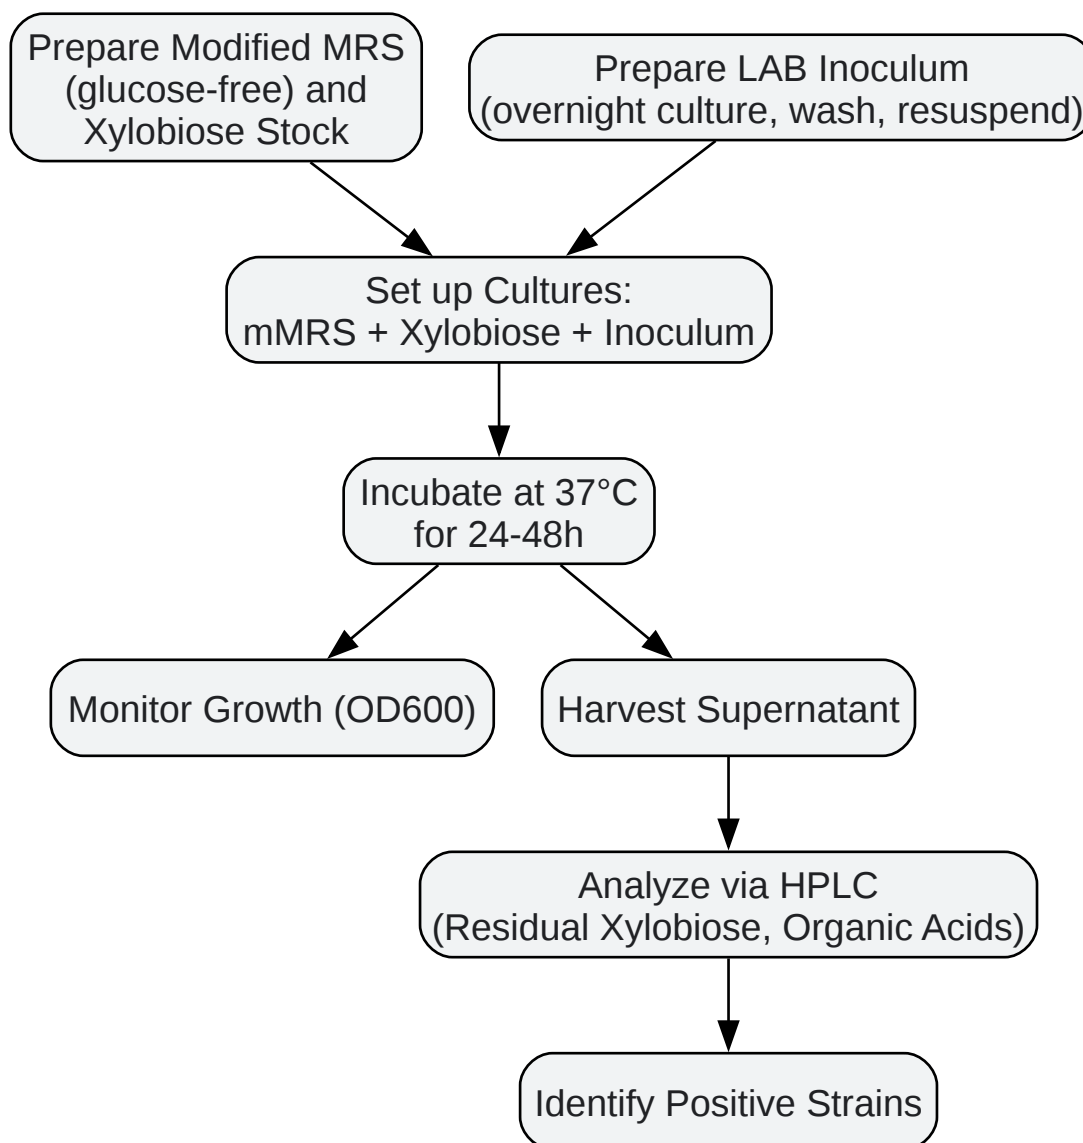 Prepare Modified MRS
(glucose-free) and
Xylobiose Stock
Prepare LAB Inoculum
(overnight culture, wash, resuspend)
Set up Cultures:
mMRS + Xylobiose + Inoculum
Incubate at 37°C
for 24-48h
Monitor Growth (OD600)
Harvest Supernatant
Analyze via HPLC
(Residual Xylobiose, Organic Acids)
Identify Positive Strains